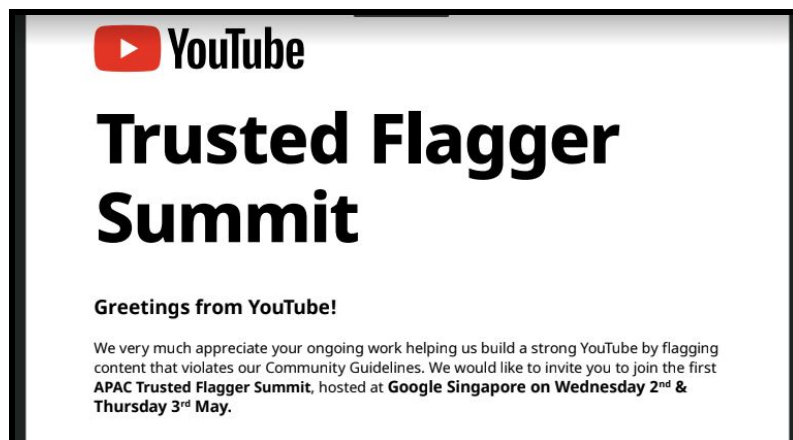 YouTube
Trusted Flagger
Summit
Greetings from YouTube!
We very much appreciate your ongoing work helping us build a strong YouTube by flagging
content that violates our Community Guidelines. We would like to invite you to join the first
APAC Trusted Flagger Summit, hosted at Google Singapore on Wednesday 2nd &
Thursday 3rd May.